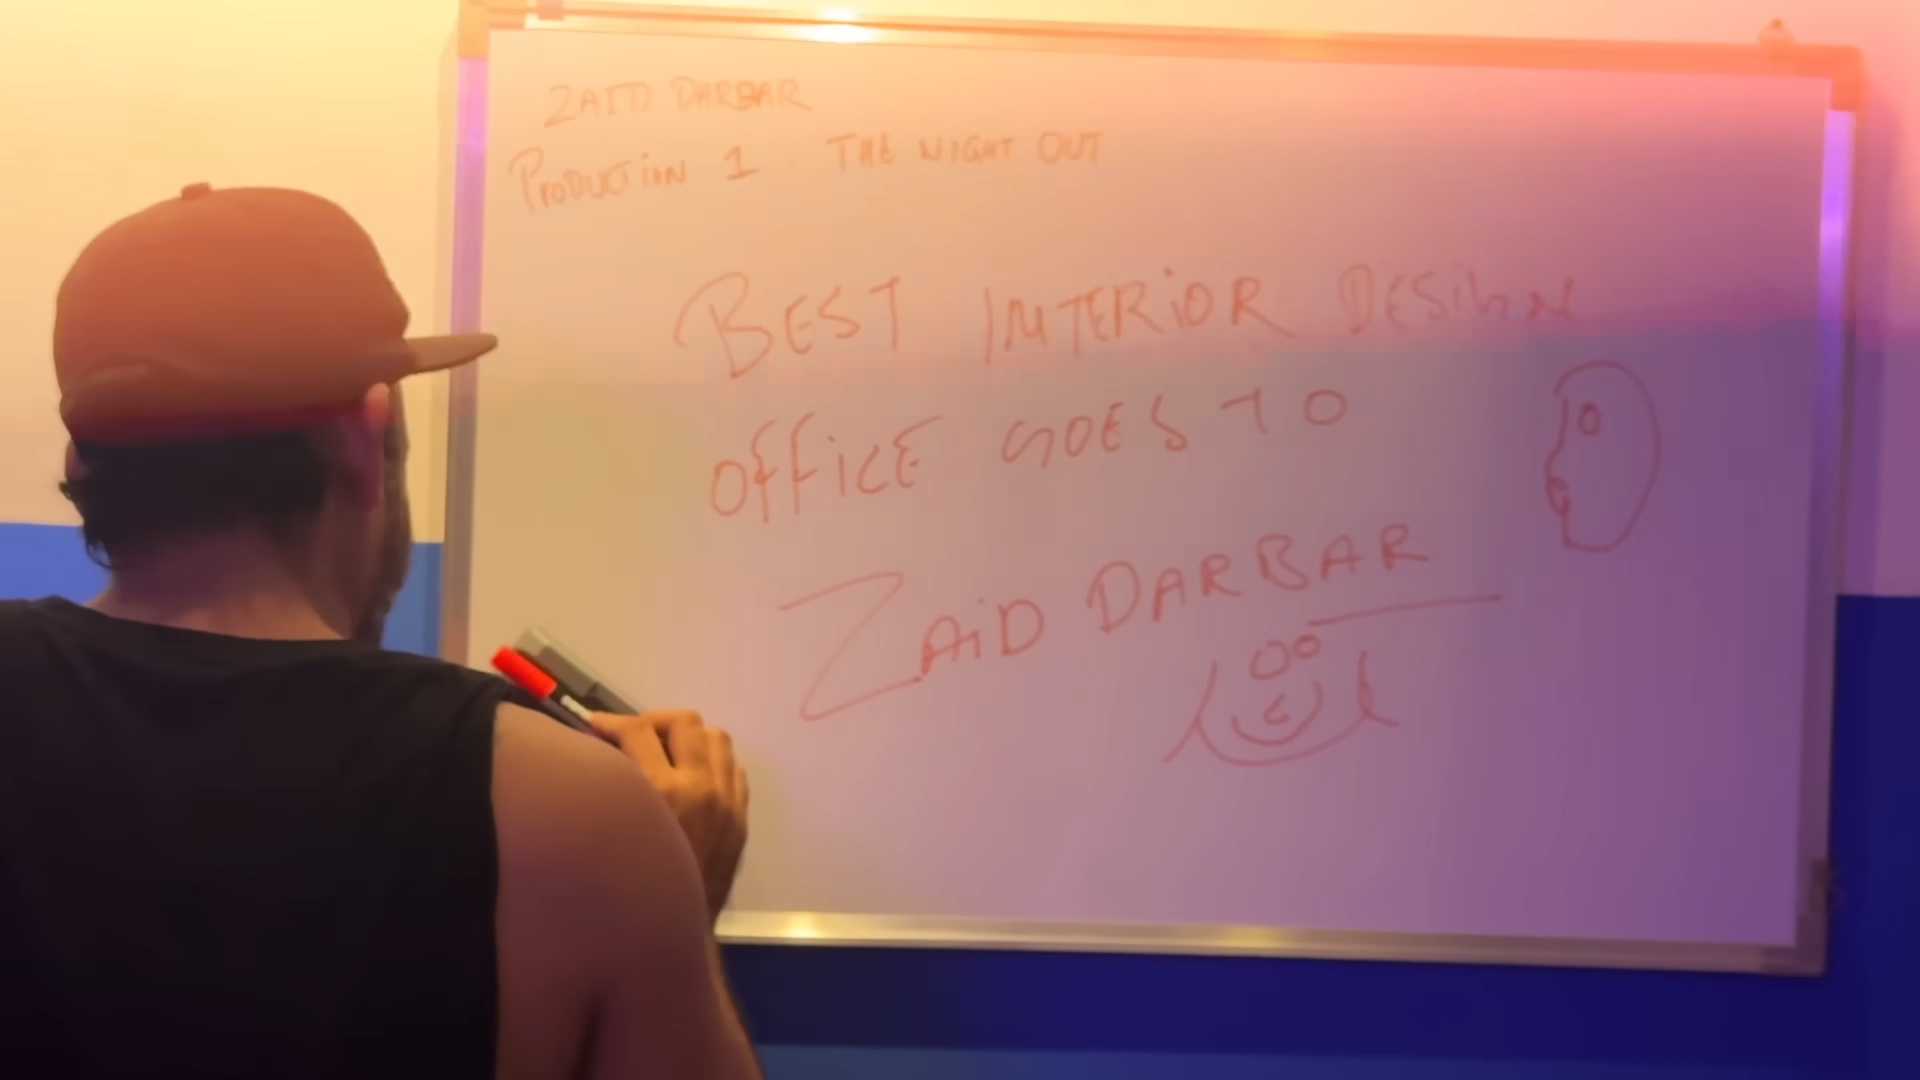 ZAID DARBAR
PRODUCTION 1. THE NIGHT OUT
BEST INTERIOR DESIGN
OFFICE GOES TO
ZAID DARBAR